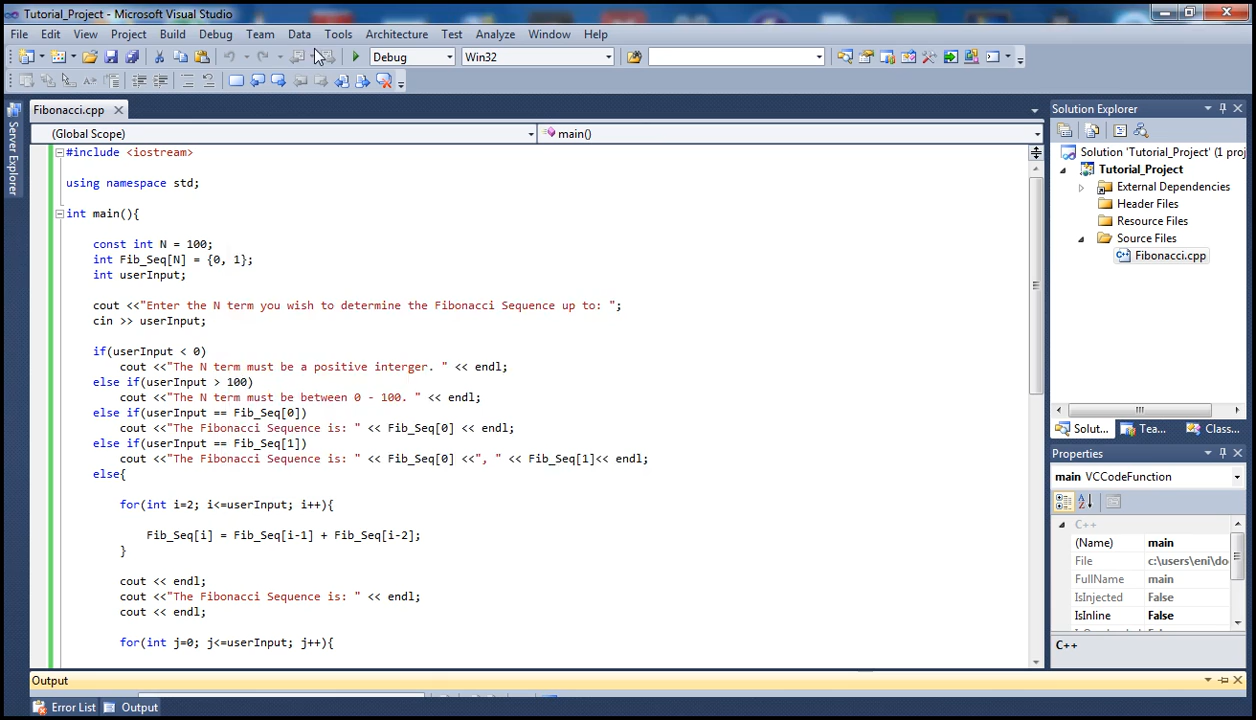 Tutorial_Project - Microsoft Visual Studio
File Edit View Project Build Debug Team Data Tools Architecture Test Analyze Window Help
Debug Win32
Fibonacci.cpp
(Global Scope) main()
Server Explorer
#include <iostream>
using namespace std;
int main(){
const int N = 100;
int Fib_Seq[N] = {0, 1};
int userInput;
cout <<"Enter the N term you wish to determine the Fibonacci Sequence up to: ";
cin >> userInput;
if(userInput < 0)
cout <<"The N term must be a positive interger. " << endl;
else if(userInput > 100)
cout <<"The N term must be between 0 - 100. " << endl;
else if(userInput == Fib_Seq[0])
cout <<"The Fibonacci Sequence is: " << Fib_Seq[0] << endl;
else if(userInput == Fib_Seq[1])
cout <<"The Fibonacci Sequence is: " << Fib_Seq[0] <<", " << Fib_Seq[1]<< endl;
else{
for(int i=2; i<=userInput; i++){
Fib_Seq[i] = Fib_Seq[i-1] + Fib_Seq[i-2];
}
cout << endl;
cout <<"The Fibonacci Sequence is: " << endl;
cout << endl;
for(int j=0; j<=userInput; j++){
Solution Explorer
Solution 'Tutorial_Project' (1 proj
Tutorial_Project
External Dependencies
Header Files
Resource Files
Source Files
Fibonacci.cpp
Solut... Tea... Class...
Properties
main VCCodeFunction
C++
(Name) main
File c:\users\eni\do
FullName main
IsInjected False
IsInline False
C++
Output
Error List Output